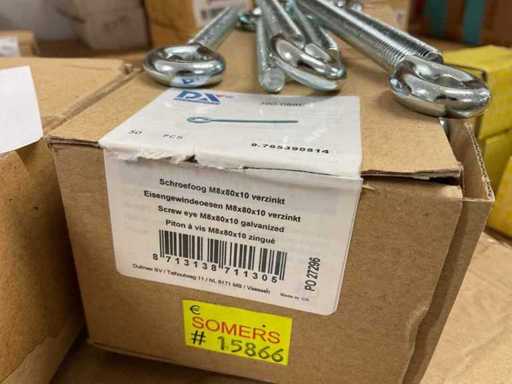 DX
50 PCS
9.765390814
Schroefoog M8x80x10 verzinkt
Eisengewindeoesen M8x80x10 verzinkt
Screw eye M8x80x10 galvanized
Piton à vis M8x80x10 zingué
8 713138 711305
PO 27296
€
SOMERS
# 15866